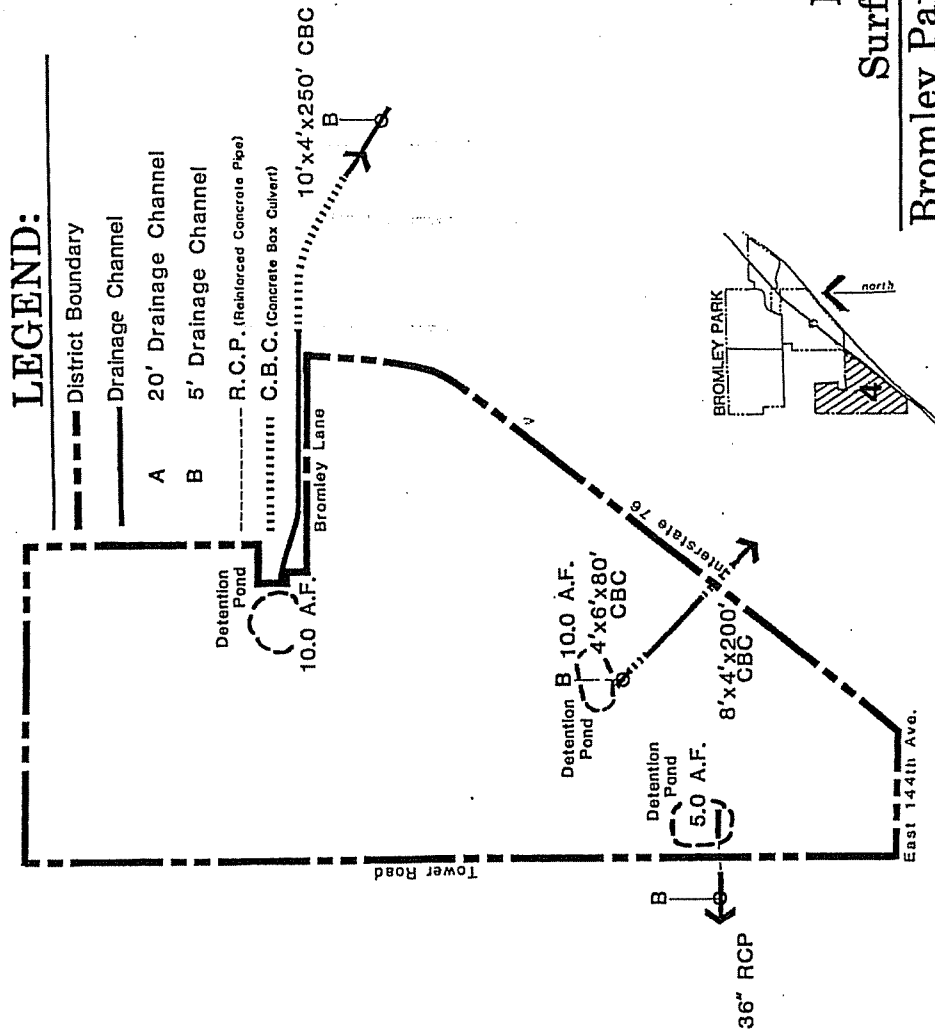 LEGEND:
District Boundary
Drainage Channel
A 20' Drainage Channel
B 5' Drainage Channel
R.C.P. (Reinforced Concrete Pipe)
C.B.C. (Concrete Box Culvert)
10'x4'x250' CBC
B
Bromley Lane
Detention
Pond
10.0 A.F.
Interstate 76
B 10.0 A.F.
4'x6'x80'
CBC
Detention
Pond
8'x4'x200'
CBC
Detention
Pond
5.0 A.F.
Tower Road
B
36" RCP
East 144th Ave.
BROMLEY PARK
4
north
Surf
Bromley Par